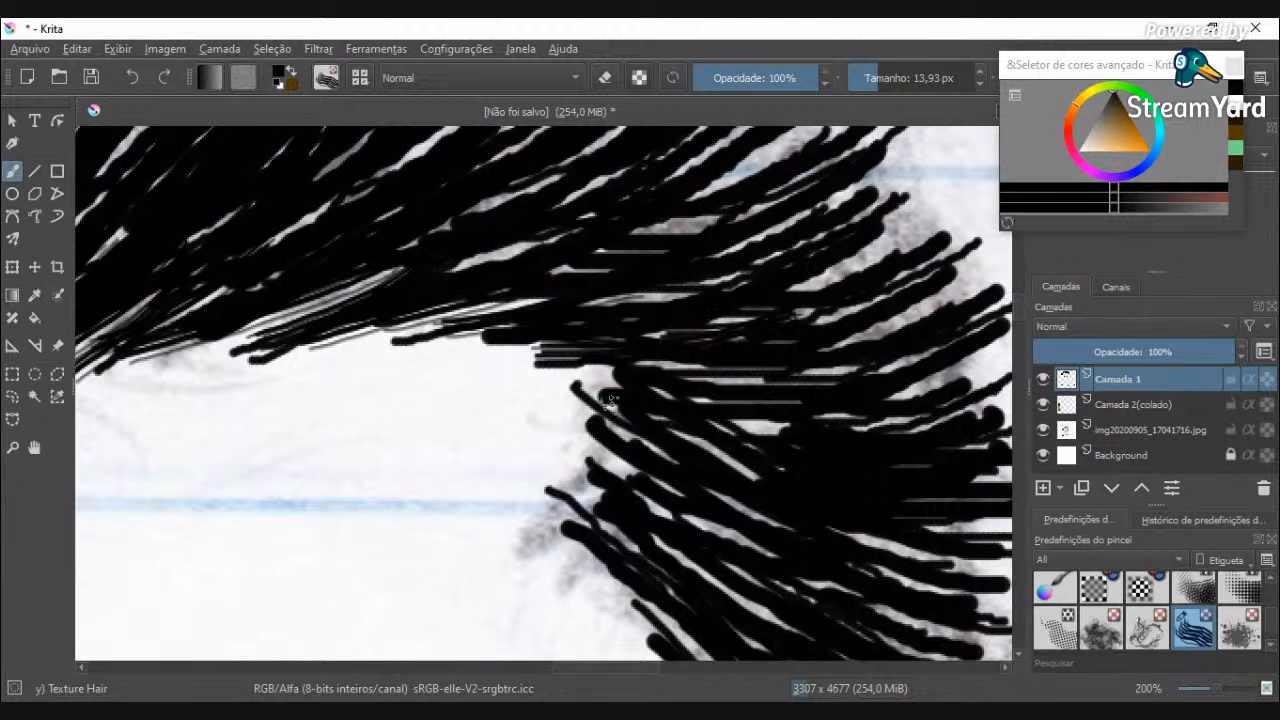 * - Krita
Powered by
StreamYard
Arquivo Editar Exibir Imagem Camada Seleção Filtrar Ferramentas Configurações Janela Ajuda
Normal
Opacidade: 100%
Tamanho: 13,93 px
&Seletor de cores avançado - Krit
[Não foi salvo] (254,0 MiB) *
Camadas Canais
Camadas
Normal
Opacidade: 100%
Camada 1
Camada 2(colado)
img20200905_17041716.jpg
Background
Predefinições d... Histórico de predefinições d...
Predefinições do pincel
All
Etiqueta
Pesquisar
y) Texture Hair
RGB/Alfa (8-bits inteiros/canal) sRGB-elle-V2-srgbtrc.icc
3307 x 4677 (254,0 MiB)
200%